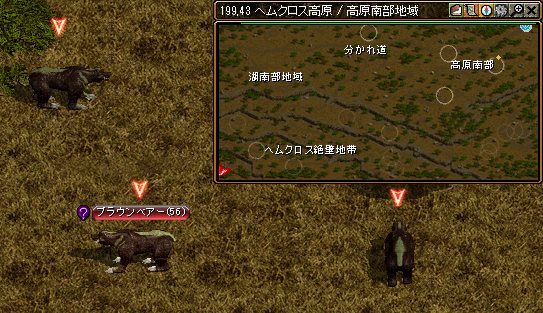 199,43 ヘムクロス高原 / 高原南部地域
分かれ道
高原南部
湖南部地域
ヘムクロス絶壁地帯
? ブラウンベアー(56)